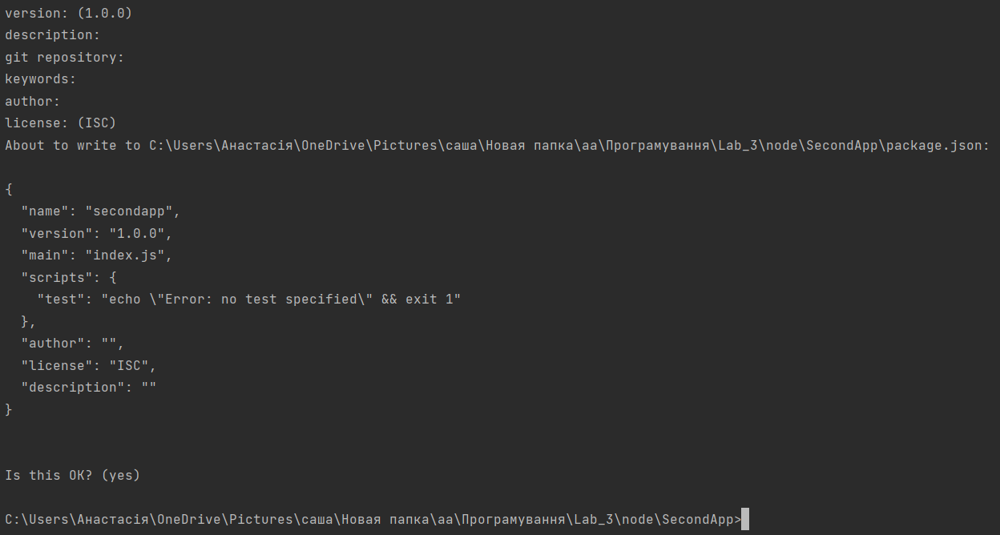 version: (1.0.0)
description:
git repository:
keywords:
author:
license: (ISC)
About to write to C:\Users\Анастасія\OneDrive\Pictures\саша\Новая папка\аа\Програмування\Lab_3\node\SecondApp\package.json:
{
  "name": "secondapp",
  "version": "1.0.0",
  "main": "index.js",
  "scripts": {
    "test": "echo \"Error: no test specified\" && exit 1"
  },
  "author": "",
  "license": "ISC",
  "description": ""
}
Is this OK? (yes)
C:\Users\Анастасія\OneDrive\Pictures\саша\Новая папка\аа\Програмування\Lab_3\node\SecondApp>